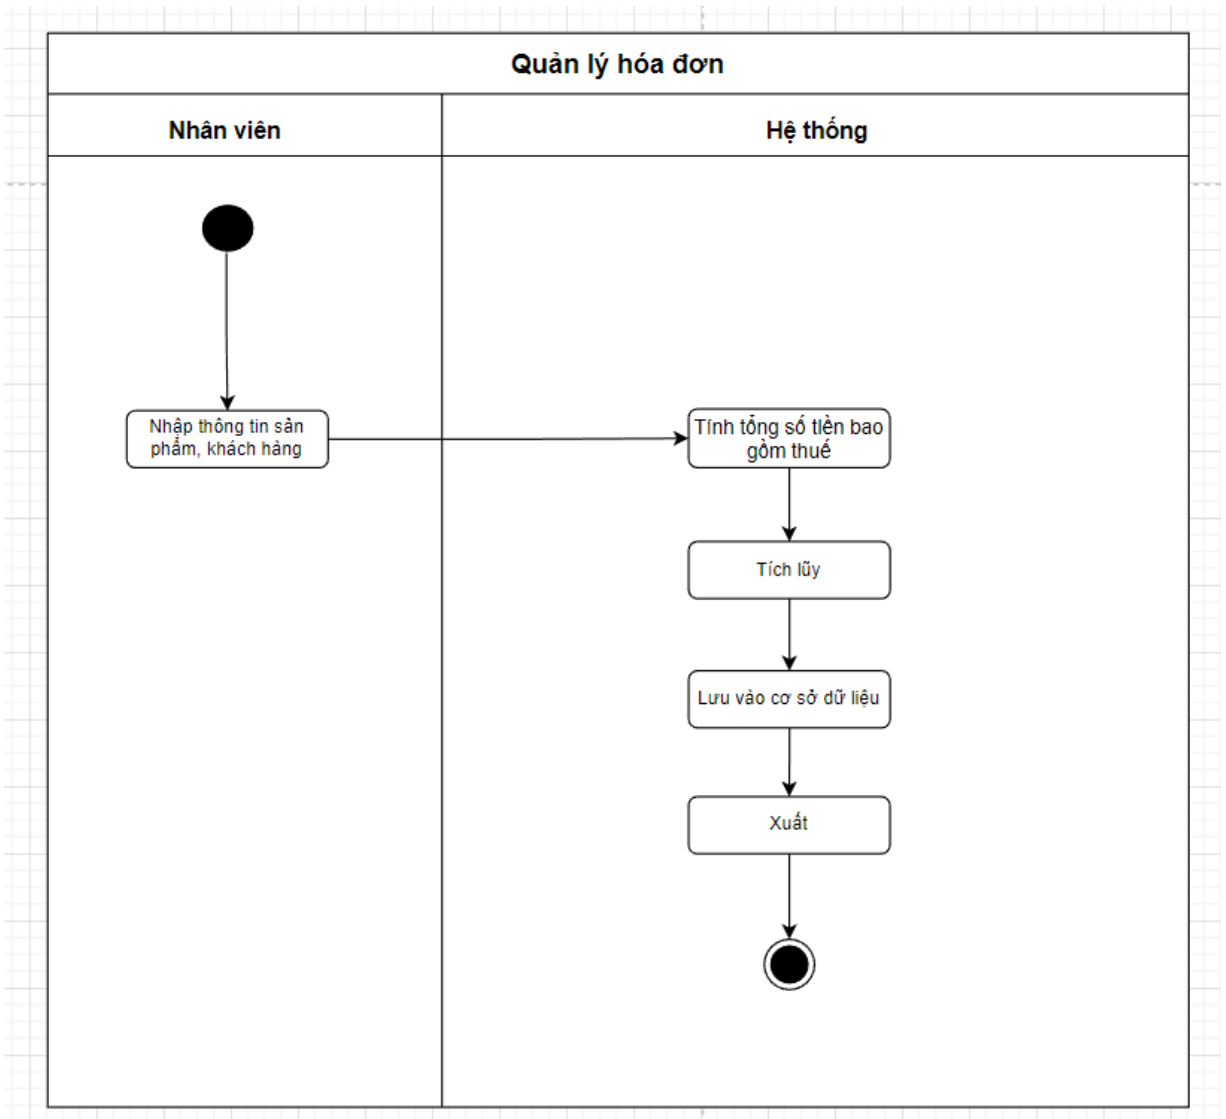 Quản lý hóa đơn
Nhân viên
Hệ thống
Nhập thông tin sản
phẩm, khách hàng
Tính tổng số tiền bao
gồm thuế
Tích lũy
Lưu vào cơ sở dữ liệu
Xuất